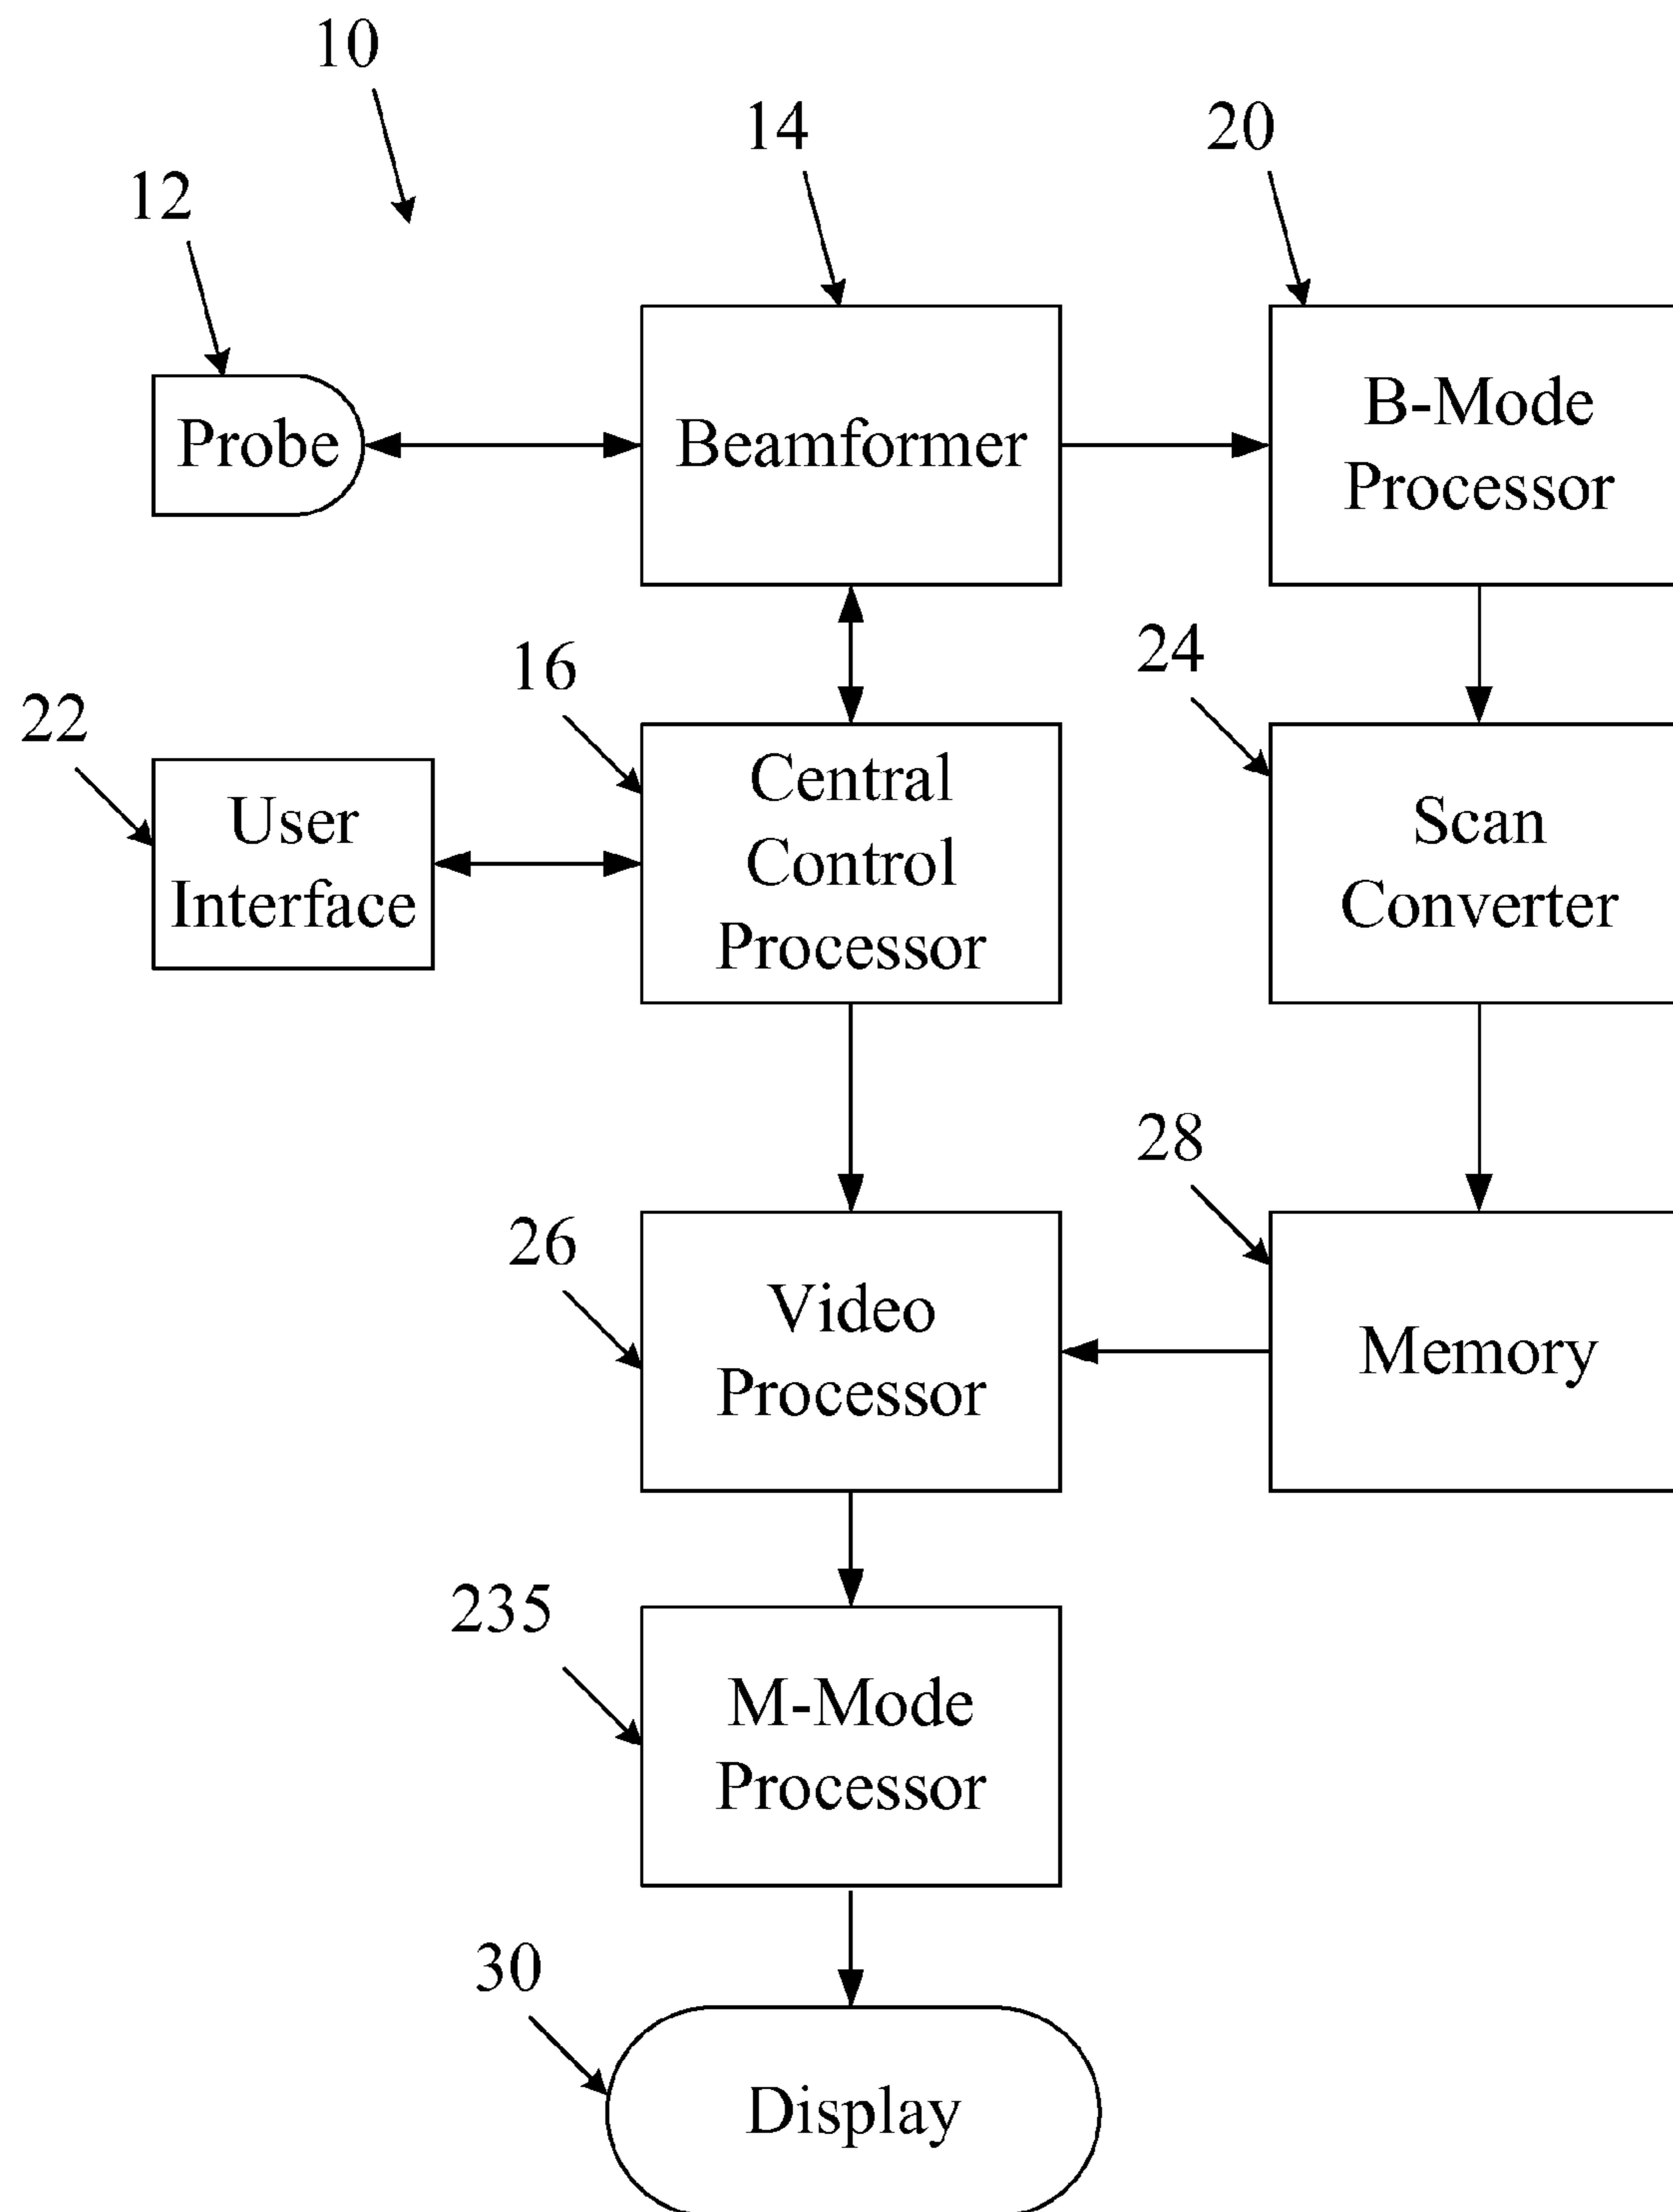 10
14
20
12
Probe
Beamformer
B-Mode
Processor
16
24
22
User
Interface
Central
Control
Processor
Scan
Converter
28
26
Video
Processor
Memory
235
M-Mode
Processor
30
Display